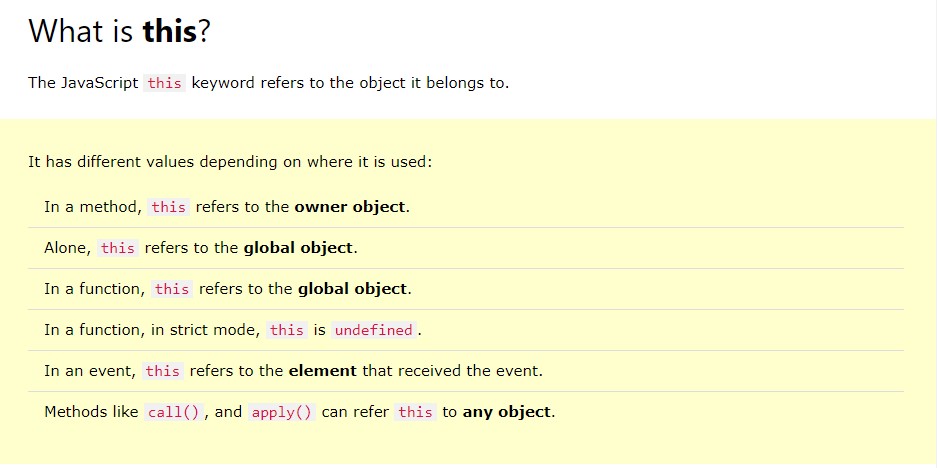 What is this?
The JavaScript this keyword refers to the object it belongs to.
It has different values depending on where it is used:
In a method, this refers to the owner object.
Alone, this refers to the global object.
In a function, this refers to the global object.
In a function, in strict mode, this is undefined.
In an event, this refers to the element that received the event.
Methods like call(), and apply() can refer this to any object.